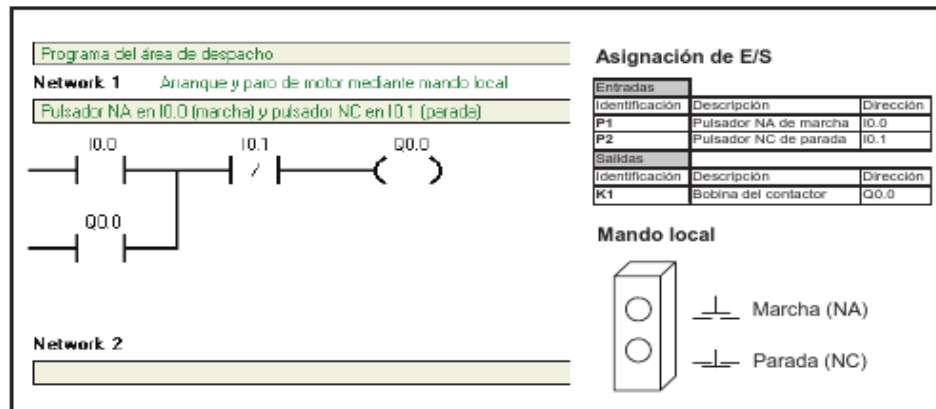 Programa del área de despacho
Network 1 Arranque y paro de motor mediante mando local
Pulsador NA en I0.0 (marcha) y pulsador NC en I0.1 (parada)
I0.0 I0.1 Q0.0
/
Q0.0
Network 2
Asignación de E/S
Entradas
Identificación Descripción Dirección
P1 Pulsador NA de marcha I0.0
P2 Pulsador NC de parada I0.1
Salidas
Identificación Descripción Dirección
K1 Bobina del contactor Q0.0
Mando local
Marcha (NA)
Parada (NC)